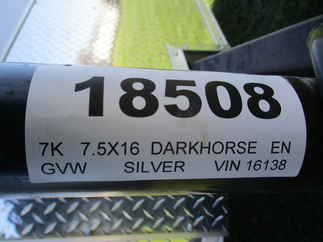 18508
7K 7.5X16 DARKHORSE EN
GVW SILVER VIN 16138